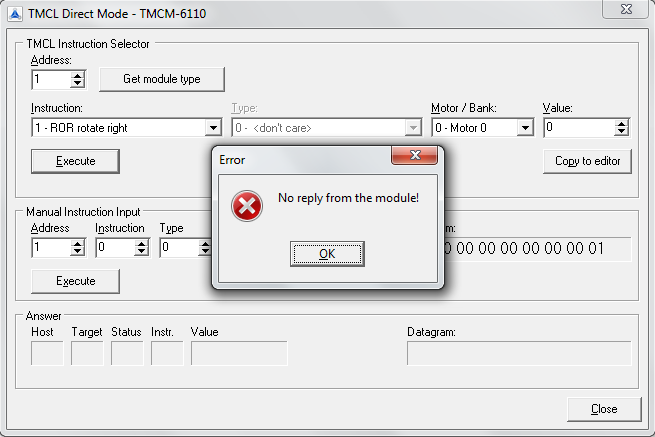 TMCL Direct Mode - TMCM-6110
TMCL Instruction Selector
Address:
1
Get module type
Instruction:
Type:
Motor / Bank:
Value:
1 - ROR rotate right
0 - <don't care>
0 - Motor 0
0
Execute
Copy to editor
Error
No reply from the module!
OK
Manual Instruction Input
Address
Instruction
Type
m:
1
0
0
0 00 00 00 00 00 00 01
Execute
Answer
Host
Target
Status
Instr.
Value
Datagram:
Close